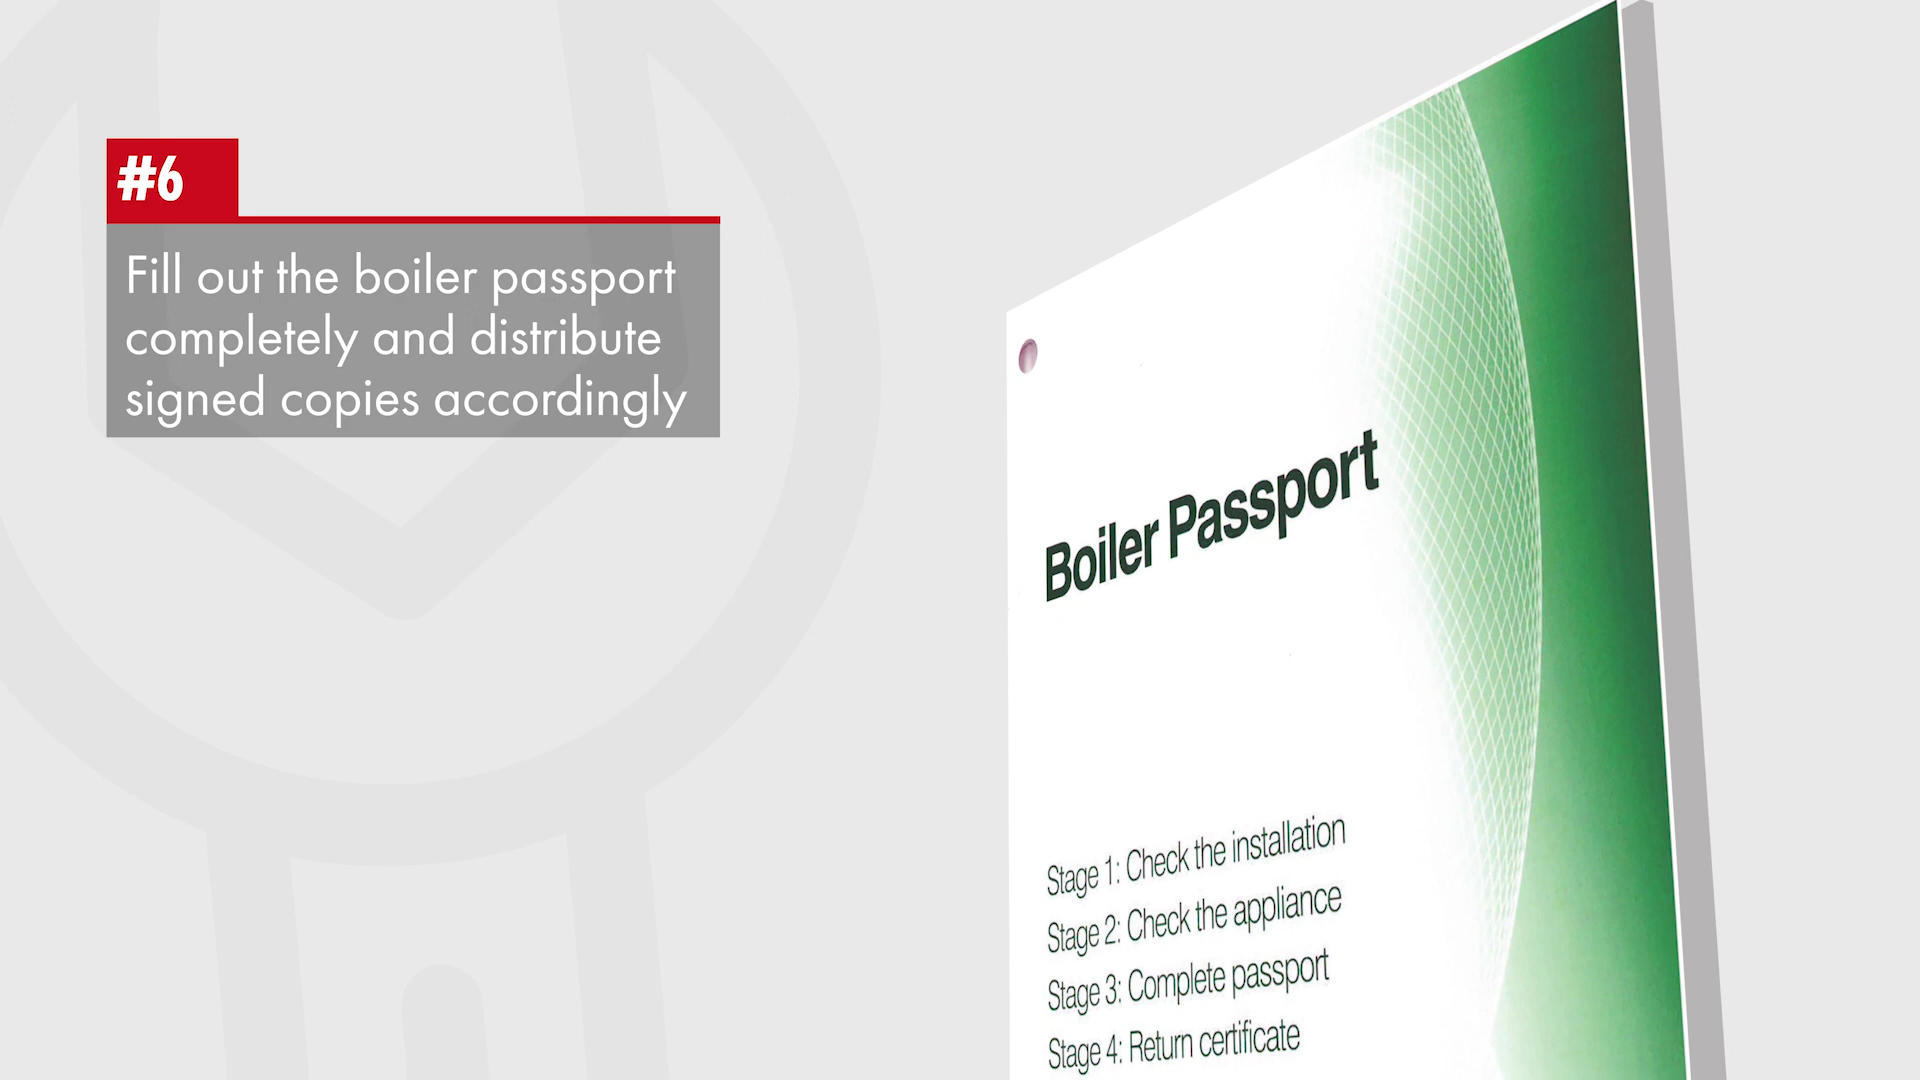 #6
Fill out the boiler passport
completely and distribute
signed copies accordingly
Boiler Passport
Stage 1: Check the installation
Stage 2: Check the appliance
Stage 3: Complete passport
Stage 4: Return certificate